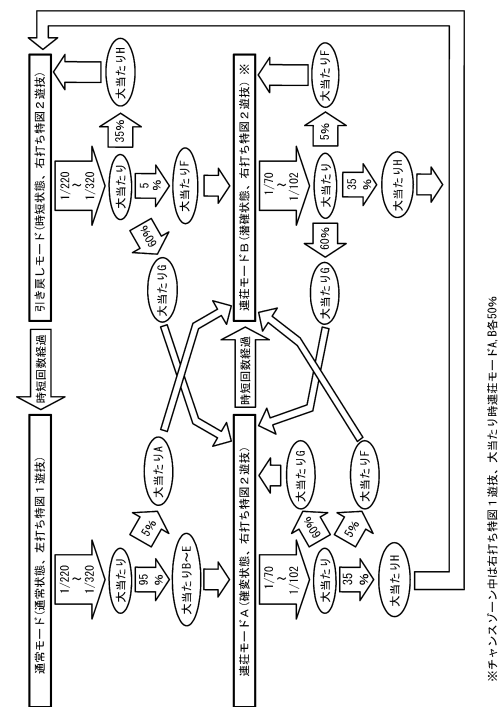 通常モード(通常状態、左打ち特図1遊技)
時短回数経過
引き戻しモード(時短状態、右打ち特図2遊技)
1/220
~
1/320
大当たり
5%
大当たりA
95
%
大当たりB~E
1/220
~
1/320
大当たり
35%
大当たりH
5
%
大当たりF
60%
大当たりG
連荘モードA(確変状態、右打ち特図2遊技)
時短回数経過
連荘モードB(潜確状態、右打ち特図2遊技)※
1/70
~
1/102
大当たり
60%
大当たりG
5%
大当たりF
35
%
大当たりH
1/70
~
1/102
大当たり
5%
大当たりF
60%
大当たりG
35
%
大当たりH
※チャンスゾーン中は右打ち特図1遊技、大当たり時連荘モードA,B各50%